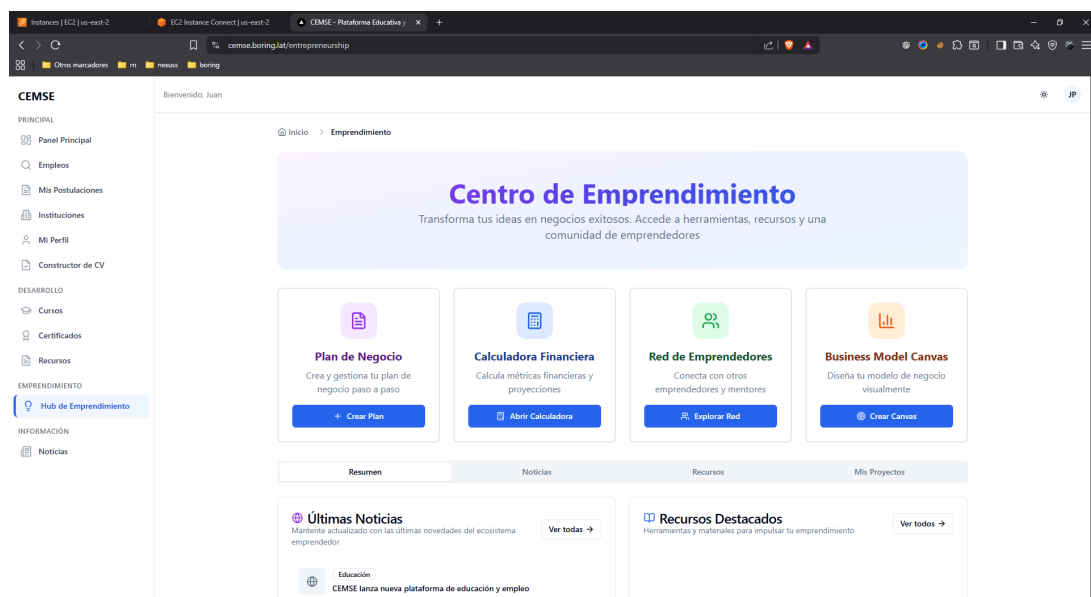 Instances | EC2 | us-east-2
EC2 Instance Connect | us-east-2
CEMSE - Plataforma Educativa y
cemse.boring.lat/entrepreneurship
Otros marcadores
m
nexuss
boring
CEMSE
Bienvenido, Juan
JP
PRINCIPAL
Panel Principal
Empleos
Mis Postulaciones
Instituciones
Mi Perfil
Constructor de CV
DESARROLLO
Cursos
Certificados
Recursos
EMPRENDIMIENTO
Hub de Emprendimiento
INFORMACIÓN
Noticias
Inicio > Emprendimiento
Centro de Emprendimiento
Transforma tus ideas en negocios exitosos. Accede a herramientas, recursos y una
comunidad de emprendedores
Plan de Negocio
Crea y gestiona tu plan de
negocio paso a paso
+ Crear Plan
Calculadora Financiera
Calcula métricas financieras y
proyecciones
Abrir Calculadora
Red de Emprendedores
Conecta con otros
emprendedores y mentores
Explorar Red
Business Model Canvas
Diseña tu modelo de negocio
visualmente
Crear Canvas
Resumen
Noticias
Recursos
Mis Proyectos
Últimas Noticias
Mantente actualizado con las últimas novedades del ecosistema
emprendedor
Ver todas →
Educación
CEMSE lanza nueva plataforma de educación y empleo
Recursos Destacados
Herramientas y materiales para impulsar tu emprendimiento
Ver todos →